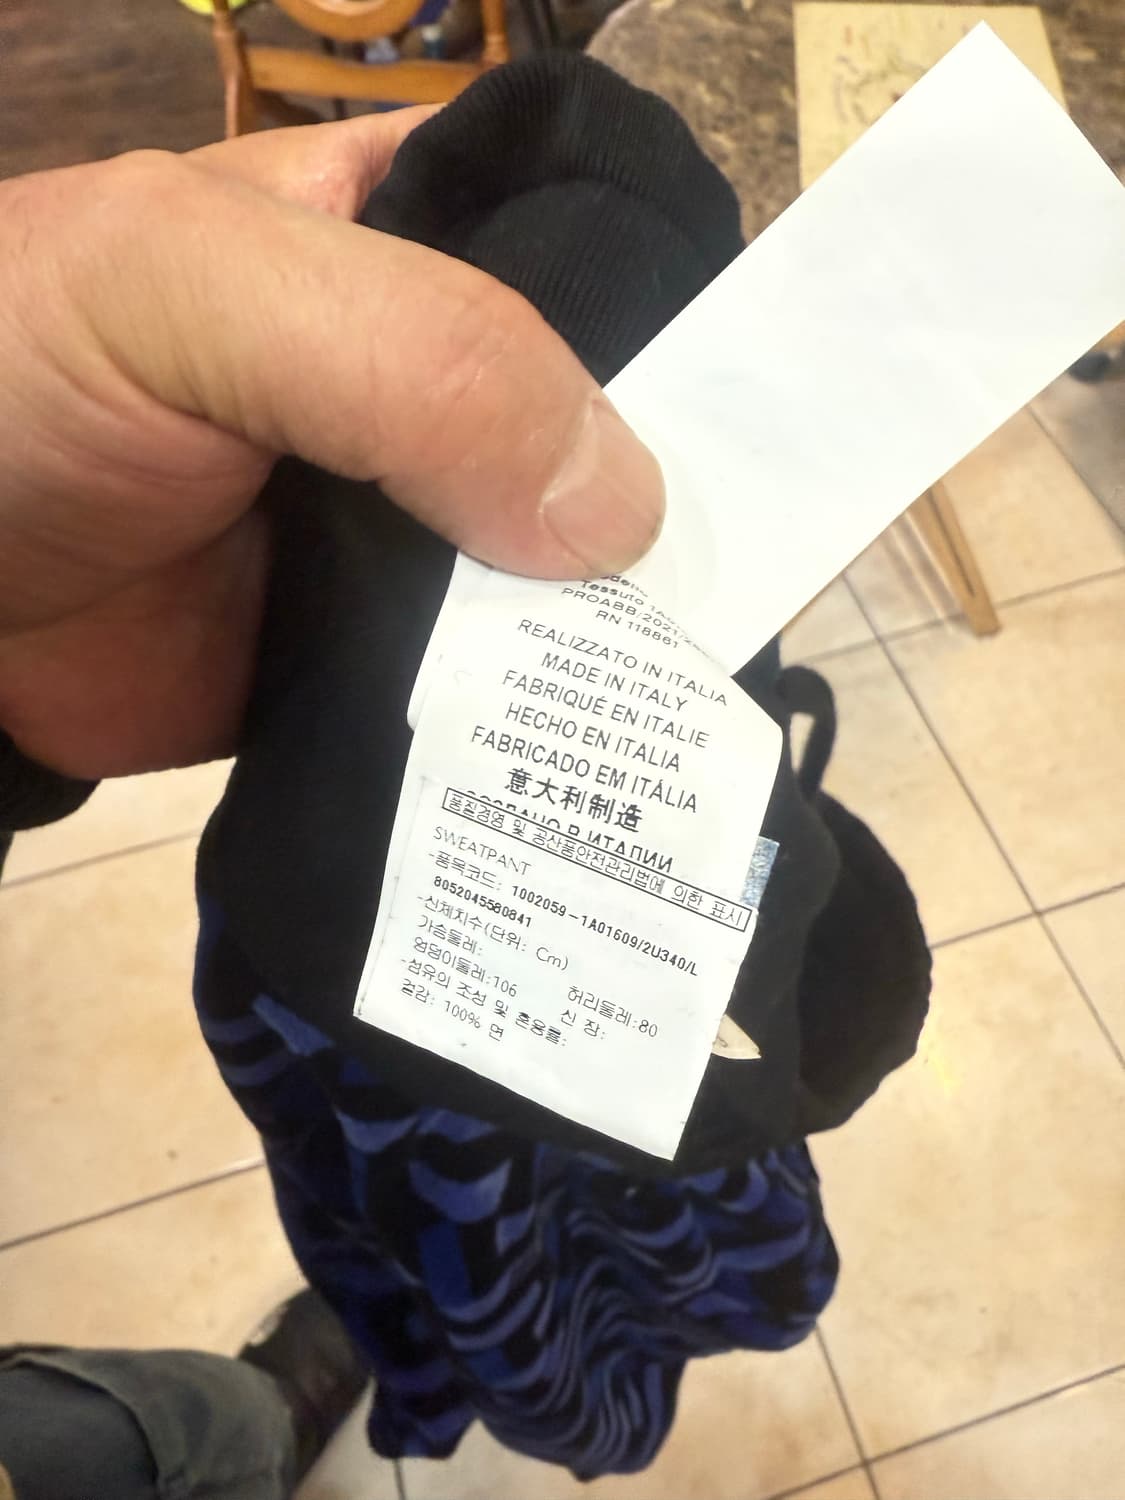 Tessuto
PROABB/2021/
RN 118861
REALIZZATO IN ITALIA
MADE IN ITALY
FABRIQUÉ EN ITALIE
HECHO EN ITALIA
FABRICADO EM ITÁLIA
意大利制造
СОЗДАНО В ИТАЛИИ
품질경영 및 공산품안전관리법에 의한 표시
SWEATPANT
-품목코드: 1002059-1A01609/2U340/L
8052045580841
-신체치수(단위: Cm)
가슴둘레: 허리둘레:80
엉덩이둘레:106 신 장:
-섬유의 조성 및 혼용률:
겉감: 100% 면